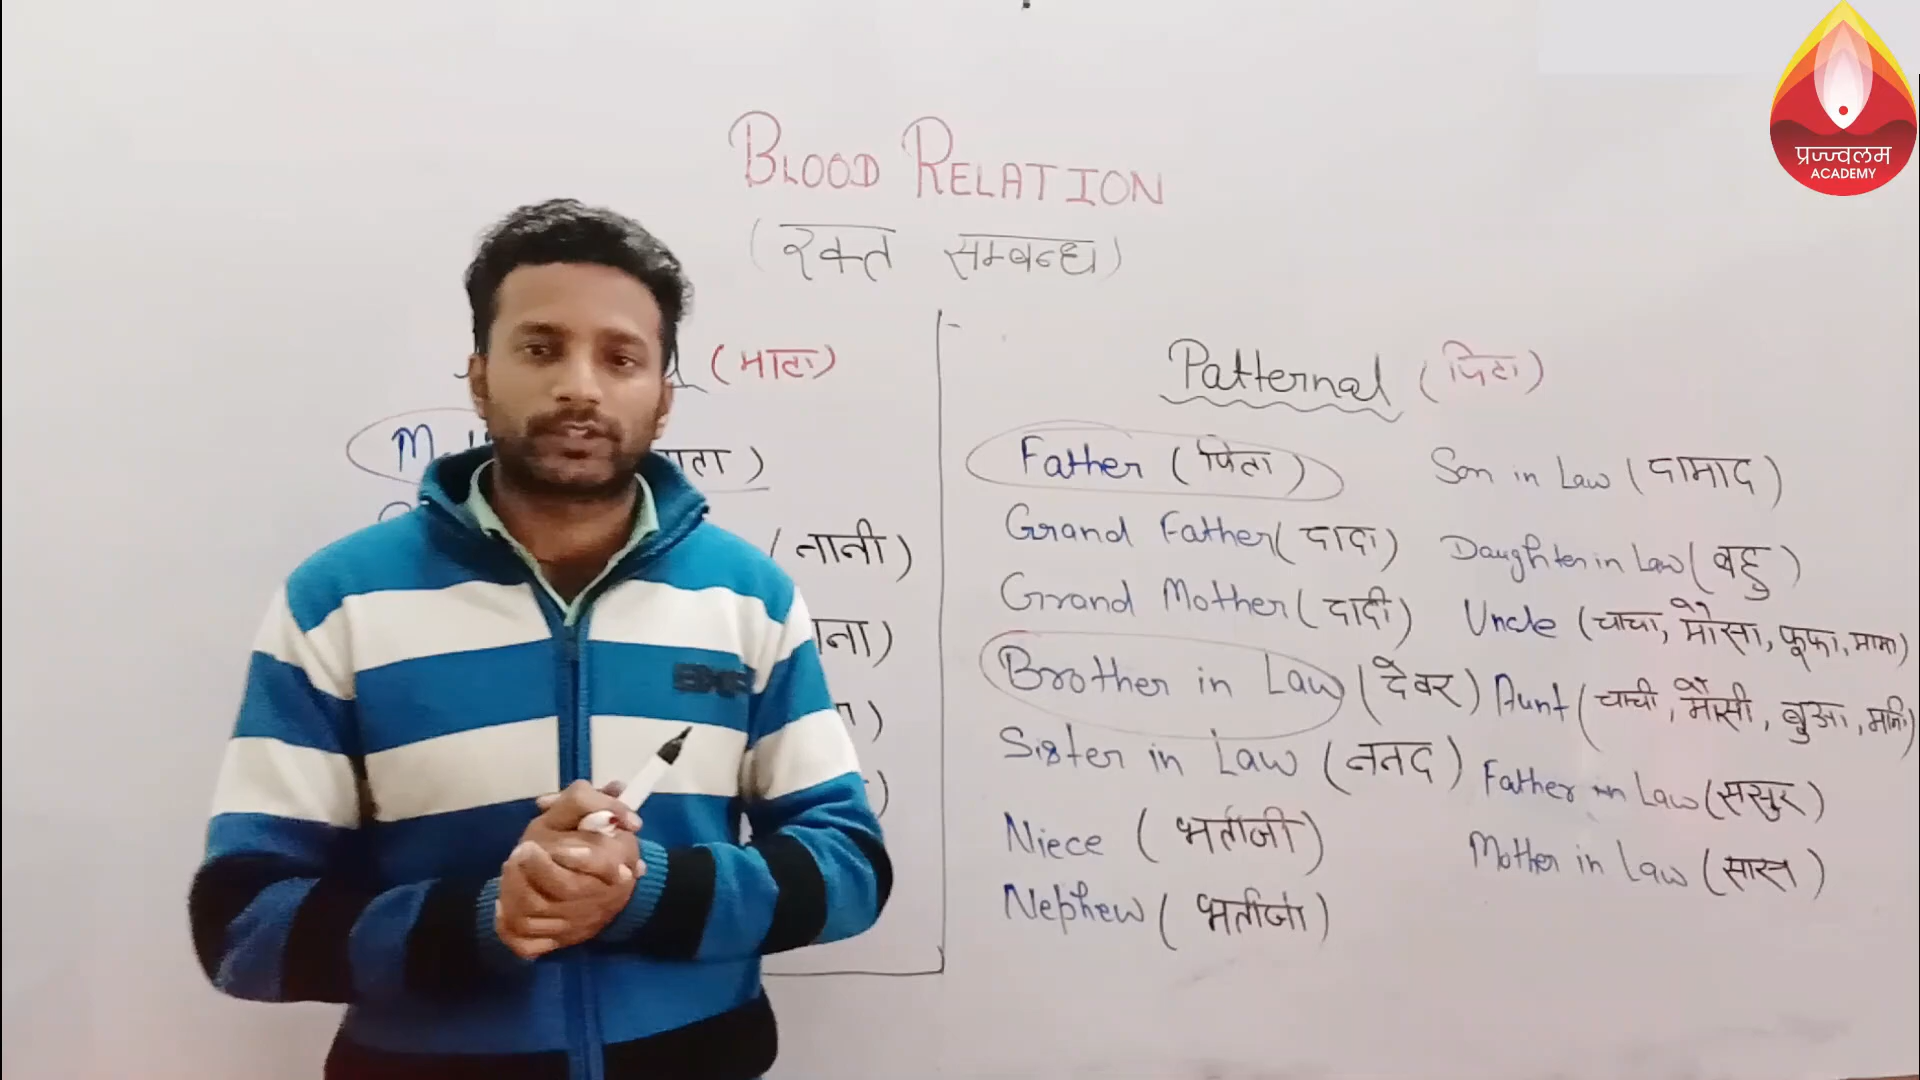 प्रज्ज्वलम
ACADEMY
BLOOD RELATION
(रक्त सम्बन्ध)
(माता)
(नानी)
Patternal (पिता)
Father (पिता)
Grand Father (दादा)
Grand Mother (दादी)
Brother in Law (देवर)
Sister in Law (ननद)
Niece (भतीजी)
Nephew (भतीजा)
Son in Law (दामाद)
Daughter in Law (बहु)
Uncle (चाचा, मौसा, फूफा, मामा)
Aunt (चाची, मौसी, बुआ, मामी)
Father in Law (ससुर)
Mother in Law (सास)